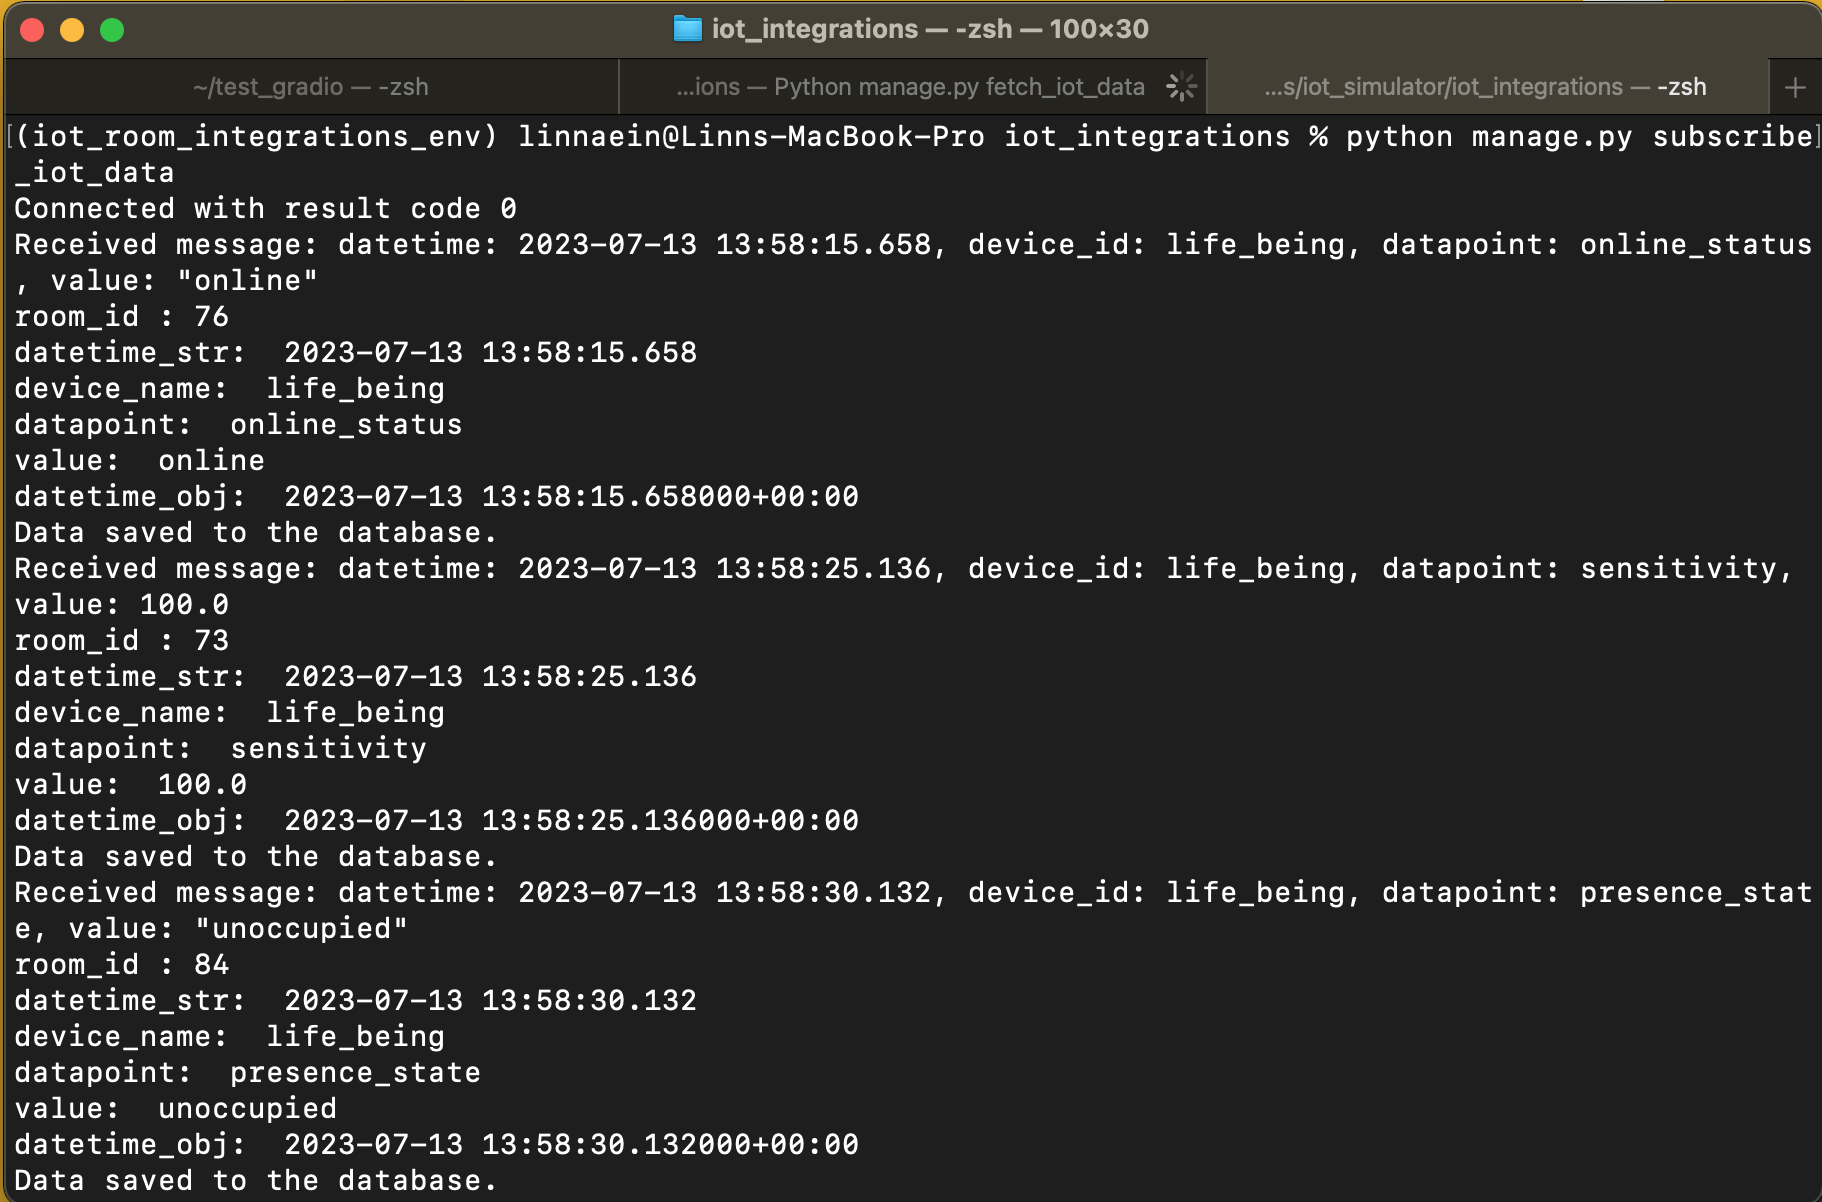 iot_integrations — -zsh — 100×30
~/test_gradio — -zsh
...ions — Python manage.py fetch_iot_data
...s/iot_simulator/iot_integrations — -zsh
+
[(iot_room_integrations_env) linnaein@Linns-MacBook-Pro iot_integrations % python manage.py subscribe]
_iot_data
Connected with result code 0
Received message: datetime: 2023-07-13 13:58:15.658, device_id: life_being, datapoint: online_status
, value: "online"
room_id : 76
datetime_str:  2023-07-13 13:58:15.658
device_name:  life_being
datapoint:  online_status
value:  online
datetime_obj:  2023-07-13 13:58:15.658000+00:00
Data saved to the database.
Received message: datetime: 2023-07-13 13:58:25.136, device_id: life_being, datapoint: sensitivity,
value: 100.0
room_id : 73
datetime_str:  2023-07-13 13:58:25.136
device_name:  life_being
datapoint:  sensitivity
value:  100.0
datetime_obj:  2023-07-13 13:58:25.136000+00:00
Data saved to the database.
Received message: datetime: 2023-07-13 13:58:30.132, device_id: life_being, datapoint: presence_stat
e, value: "unoccupied"
room_id : 84
datetime_str:  2023-07-13 13:58:30.132
device_name:  life_being
datapoint:  presence_state
value:  unoccupied
datetime_obj:  2023-07-13 13:58:30.132000+00:00
Data saved to the database.